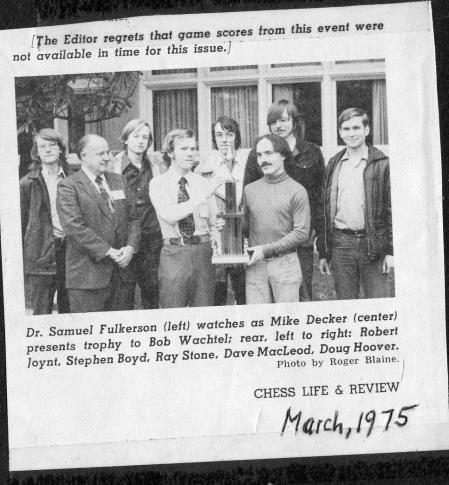 [The Editor regrets that game scores from this event were
not available in time for this issue.]
Dr. Samuel Fulkerson (left) watches as Mike Decker (center)
presents trophy to Bob Wachtel; rear, left to right: Robert
Joynt, Stephen Boyd, Ray Stone, Dave MacLeod, Doug Hoover.
Photo by Roger Blaine.
CHESS LIFE & REVIEW
March, 1975